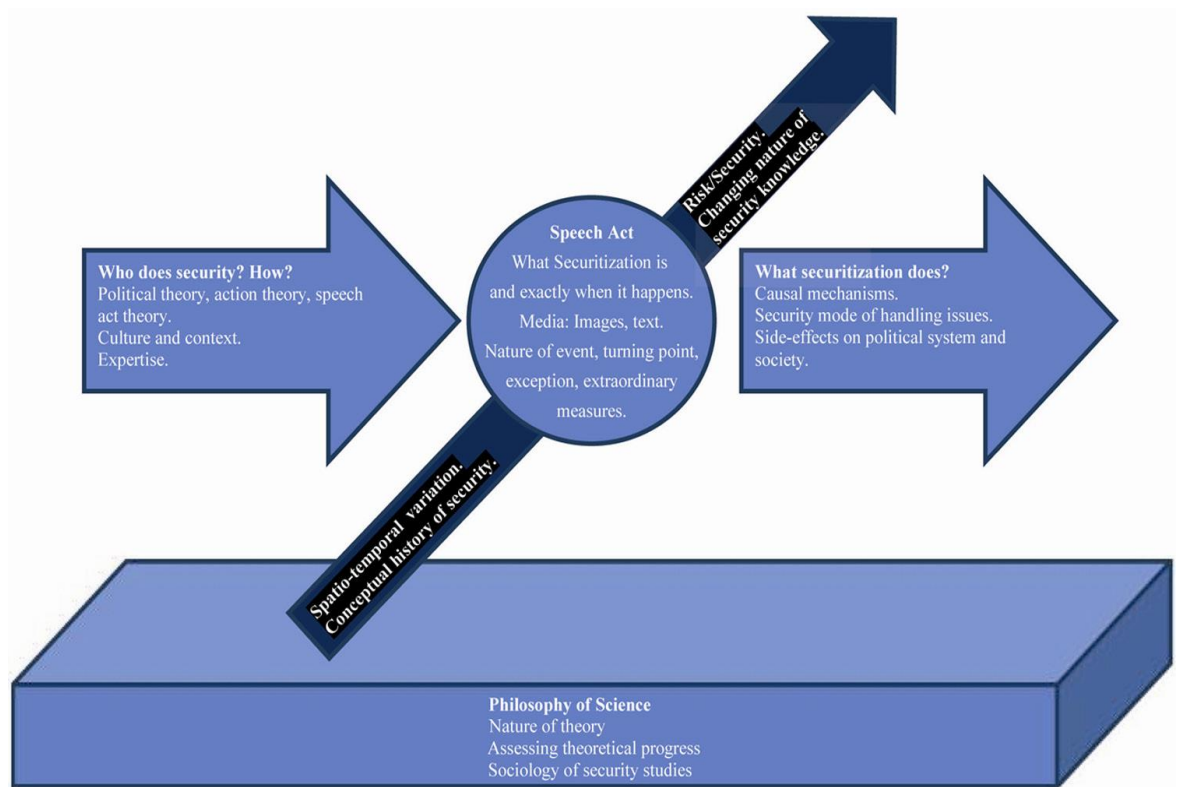 Risk/Security.
Changing nature of
security knowledge.
Who does security? How?
Political theory, action theory, speech
act theory.
Culture and context.
Expertise.
Speech Act
What Securitization is
and exactly when it happens.
Media: Images, text.
Nature of event, turning point,
exception, extraordinary
measures.
What securitization does?
Causal mechanisms.
Security mode of handling issues.
Side-effects on political system and
society.
Spatio-temporal variation.
Conceptual history of security.
Philosophy of Science
Nature of theory
Assessing theoretical progress
Sociology of security studies